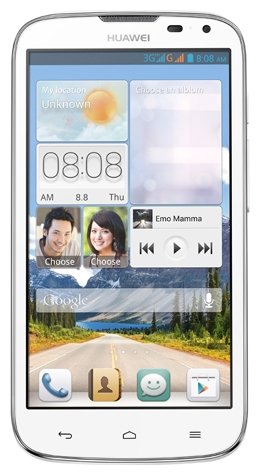 HUAWEI
3G G 8:08 AM
My location
Unknown
Choose an album
08:08
AM 8.8 Thu
Emo Mamma
Choose Choose
Google